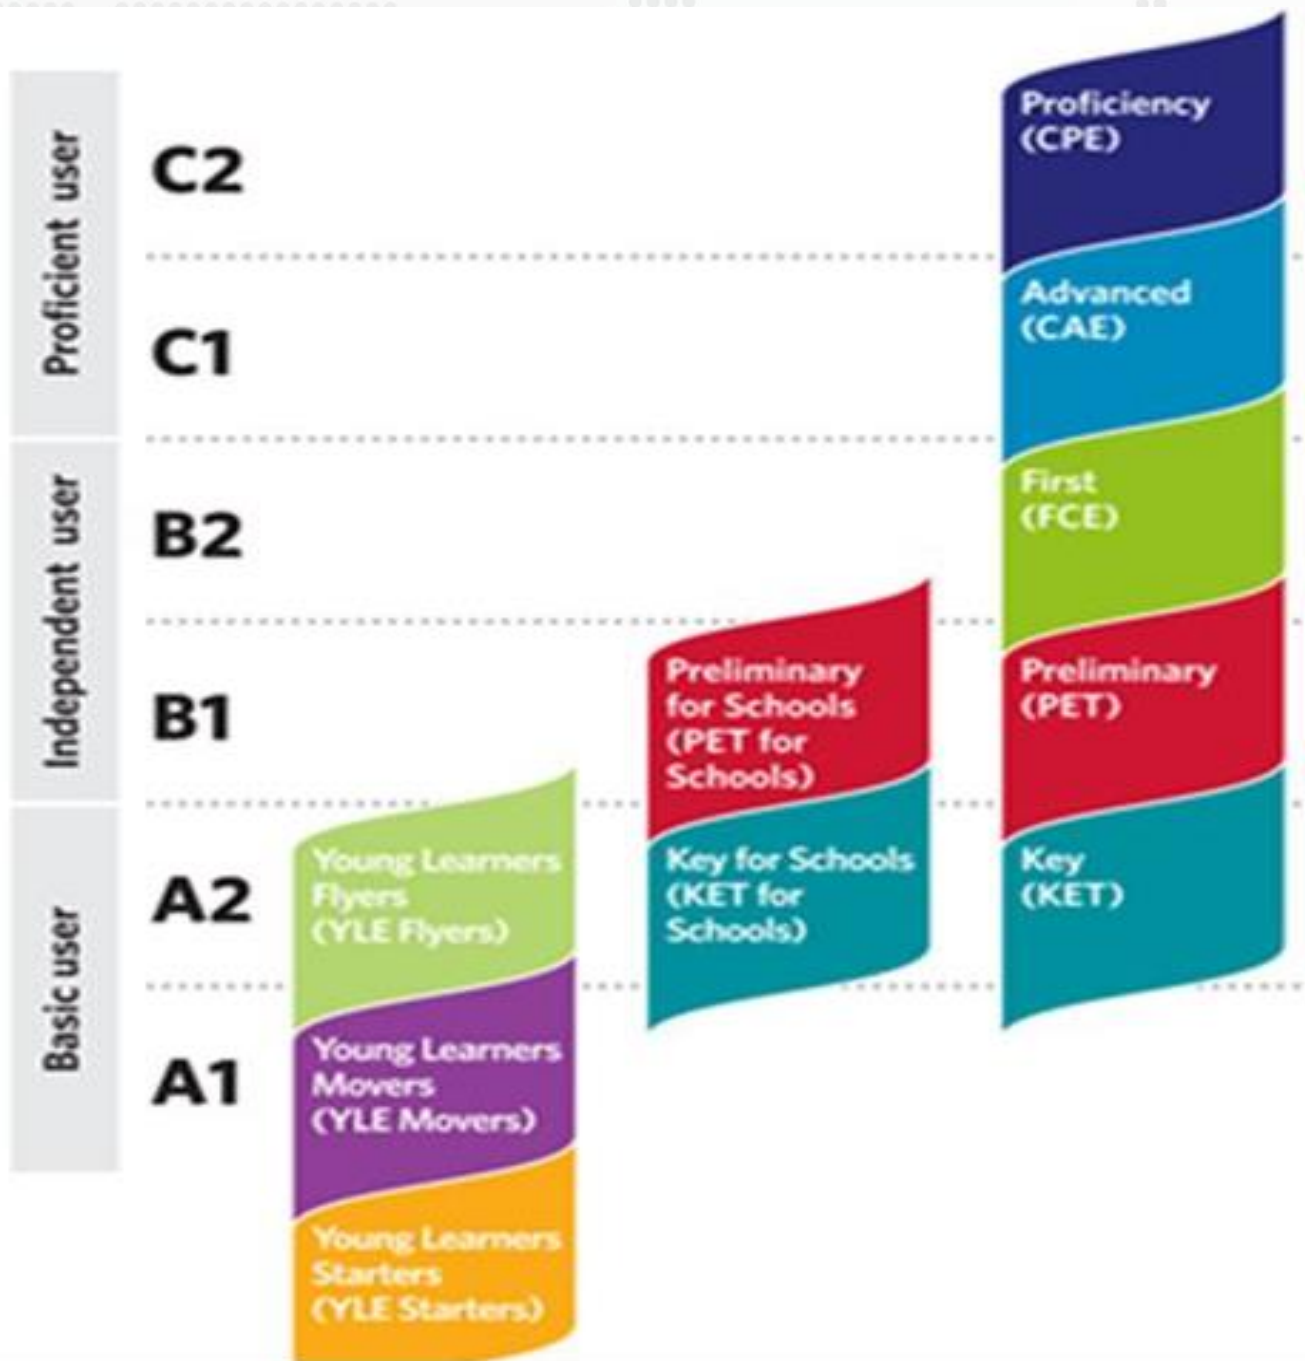 Proficient user
Independent user
Basic user
C2
C1
B2
B1
A2
A1
Young Learners
Flyers
(YLE Flyers)
Young Learners
Movers
(YLE Movers)
Young Learners
Starters
(YLE Starters)
Preliminary
for Schools
(PET for
Schools)
Key for Schools
(KET for
Schools)
Proficiency
(CPE)
Advanced
(CAE)
First
(FCE)
Preliminary
(PET)
Key
(KET)